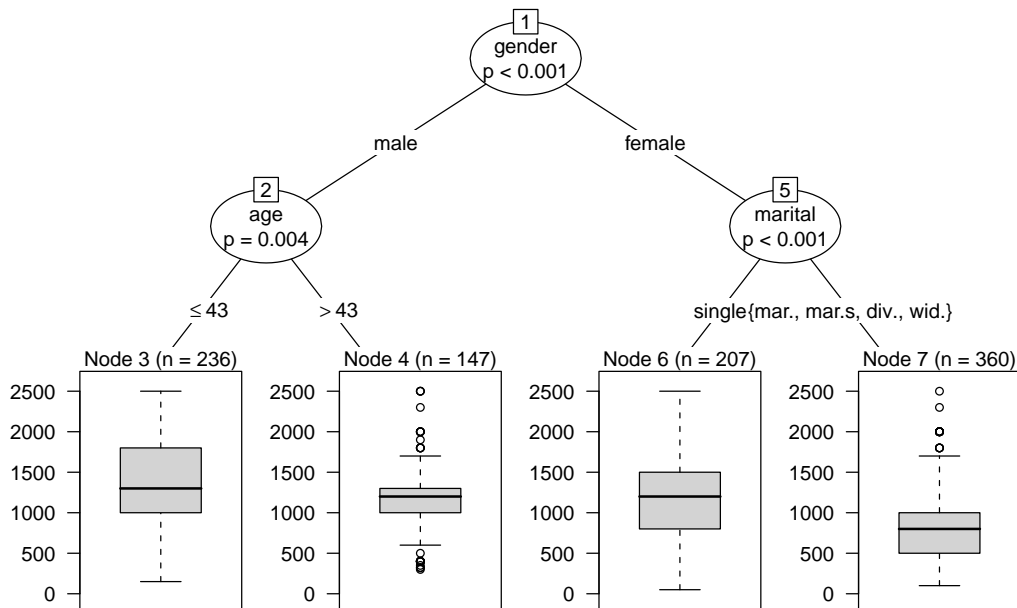 1
gender
p < 0.001
male
female
2
age
p = 0.004
5
marital
p < 0.001
≤ 43
> 43
single
{mar., mar.s, div., wid.}
Node 3 (n = 236)
2500
2000
1500
1000
500
0
Node 4 (n = 147)
2500
2000
1500
1000
500
0
Node 6 (n = 207)
2500
2000
1500
1000
500
0
Node 7 (n = 360)
2500
2000
1500
1000
500
0